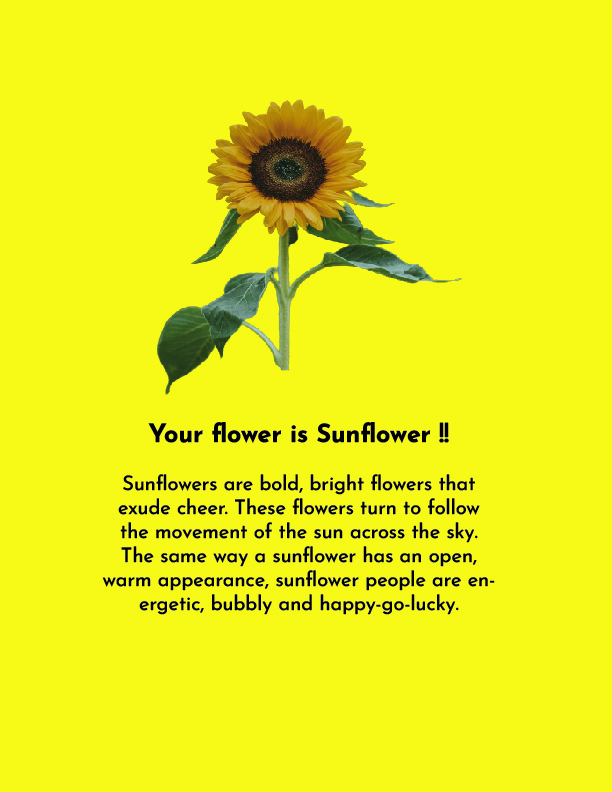 Your flower is Sunflower !!
Sunflowers are bold, bright flowers that
exude cheer. These flowers turn to follow
the movement of the sun across the sky.
The same way a sunflower has an open,
warm appearance, sunflower people are en-
ergetic, bubbly and happy-go-lucky.